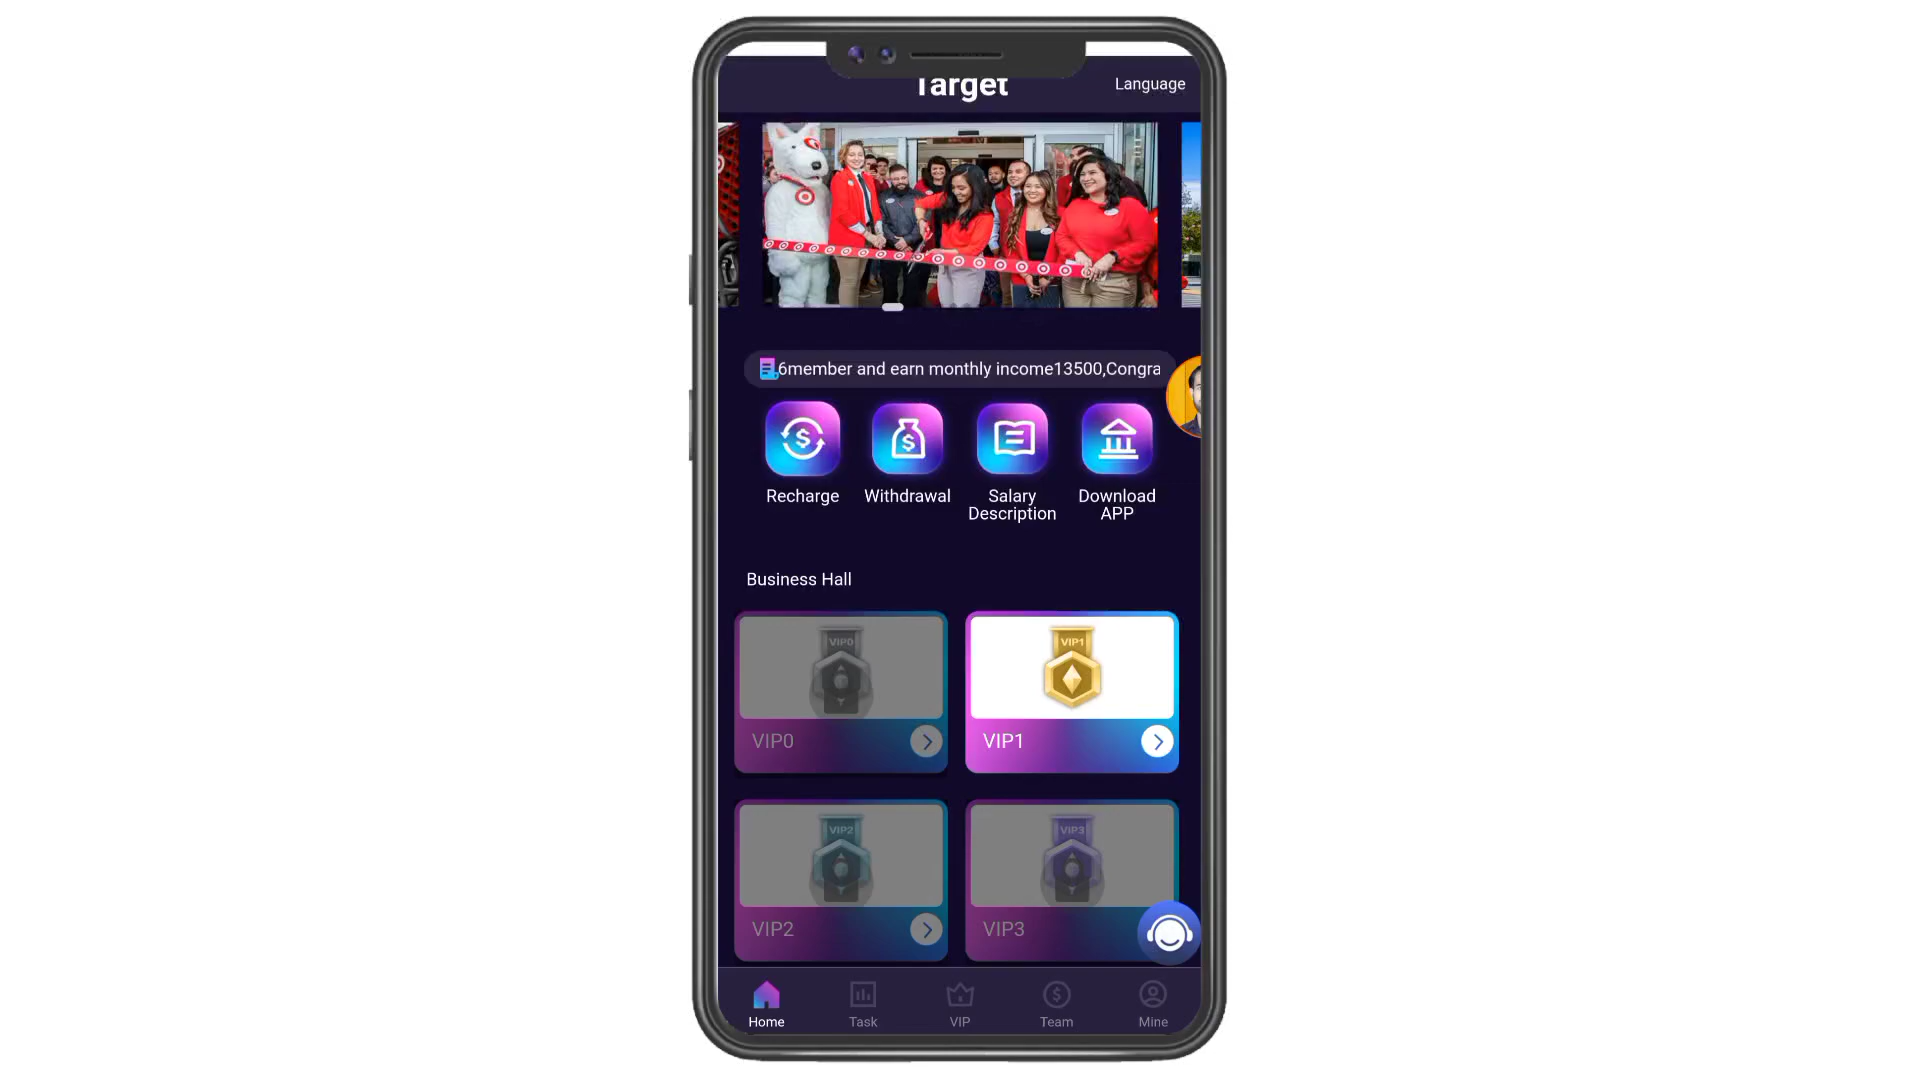 Target
Language
6member and earn monthly income13500,Congra
Recharge
Withdrawal
Salary
Description
Download
APP
Business Hall
VIP0
VIP1
VIP0
VIP1
VIP2
VIP3
VIP2
VIP3
Home
Task
VIP
Team
Mine